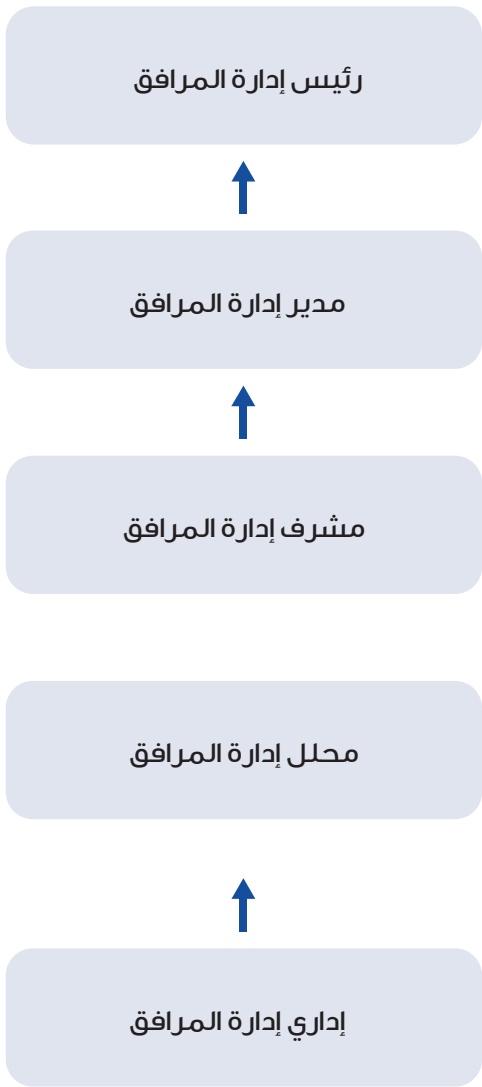 رئيس إدارة المرافق
مدير إدارة المرافق
مشرف إدارة المرافق
محلل إدارة المرافق
إداري إدارة المرافق